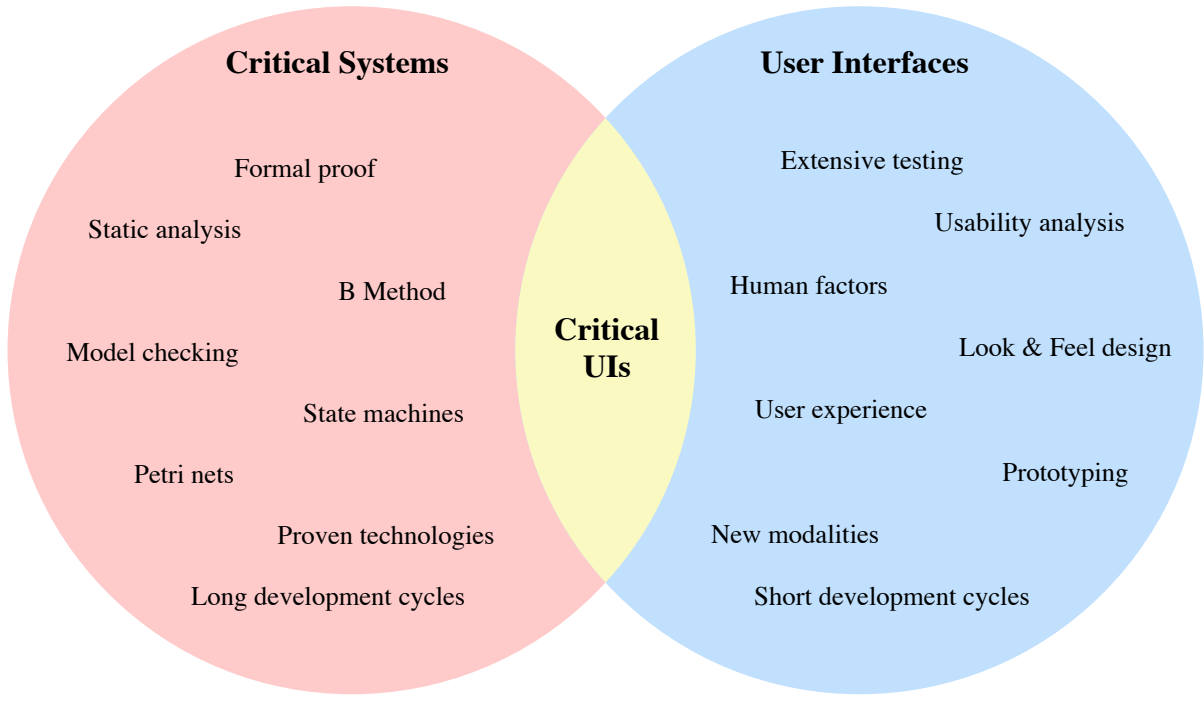 Critical Systems
Formal proof
Static analysis
B Method
Model checking
State machines
Petri nets
Proven technologies
Long development cycles
Critical
UIs
User Interfaces
Extensive testing
Usability analysis
Human factors
Look & Feel design
User experience
Prototyping
New modalities
Short development cycles